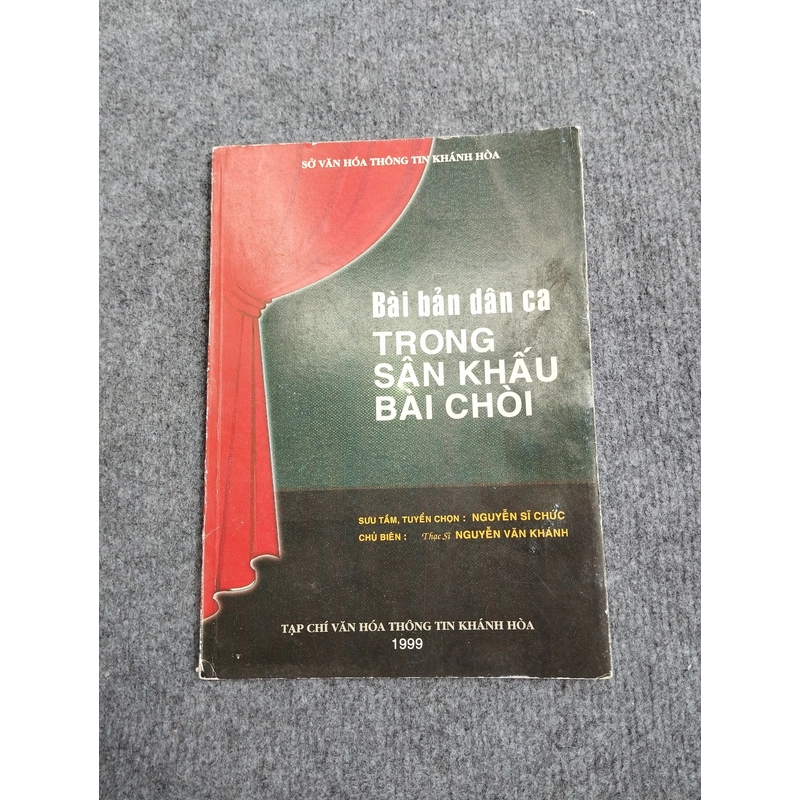 SỞ VĂN HÓA THÔNG TIN KHÁNH HÒA
Bài bản dân ca
TRONG
SÂN KHẤU
BÀI CHÒI
SƯU TẦM, TUYỂN CHỌN : NGUYỄN SĨ CHỨC
CHỦ BIÊN : Thạc Sĩ NGUYỄN VĂN KHÁNH
TẠP CHÍ VĂN HÓA THÔNG TIN KHÁNH HÒA
1999